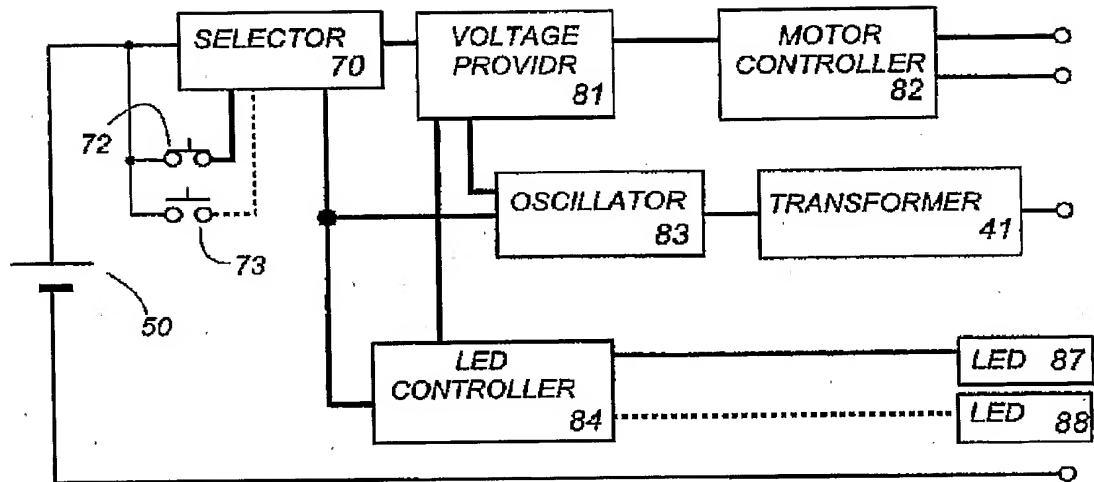 SELECTOR
70
VOLTAGE
PROVIDR
81
MOTOR
CONTROLLER
82
72
73
50
OSCILLATOR
83
TRANSFORMER
41
LED
CONTROLLER
84
LED 87
LED 88